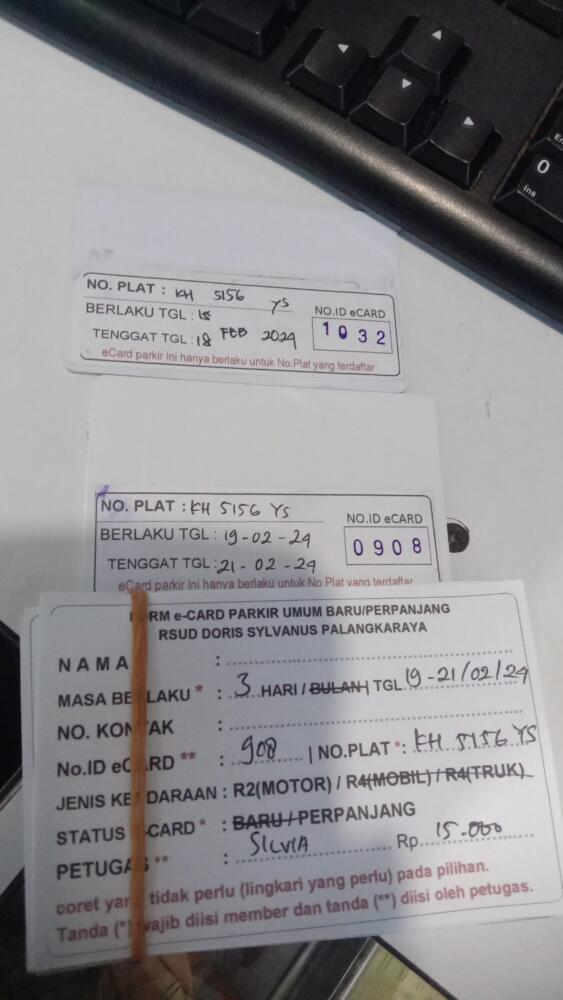 0
Ins
NO. PLAT : KH 5156 YS
BERLAKU TGL : 15
NO.ID eCARD
1032
TENGGAT TGL : 18 FEB 2024
eCard parkir ini hanya berlaku untuk No.Plat yang terdaftar
NO. PLAT : KH 5156 YS
BERLAKU TGL : 19-02-24
NO.ID eCARD
0908
TENGGAT TGL : 21-02-24
eCard parkir ini hanya berlaku untuk No.Plat yang terdaftar
RM e-CARD PARKIR UMUM BARU/PERPANJANG
RSUD DORIS SYLVANUS PALANGKARAYA
NAMA :
MASA BE LAKU * : 3 HARI / BULAN | TGL 19-21/02/24
NO. KON AK :
No.ID eC RD ** : 908 | NO.PLAT * : KH 5156 YS
JENIS KE DARAAN : R2(MOTOR) / R4(MOBIL) / R4(TRUK)
STATUS -CARD * : BARU / PERPANJANG
PETUGAS ** : SILVIA Rp. 15.000
coret yan tidak perlu (lingkari yang perlu) pada pilihan.
Tanda (*) wajib diisi member dan tanda (**) diisi oleh petugas.